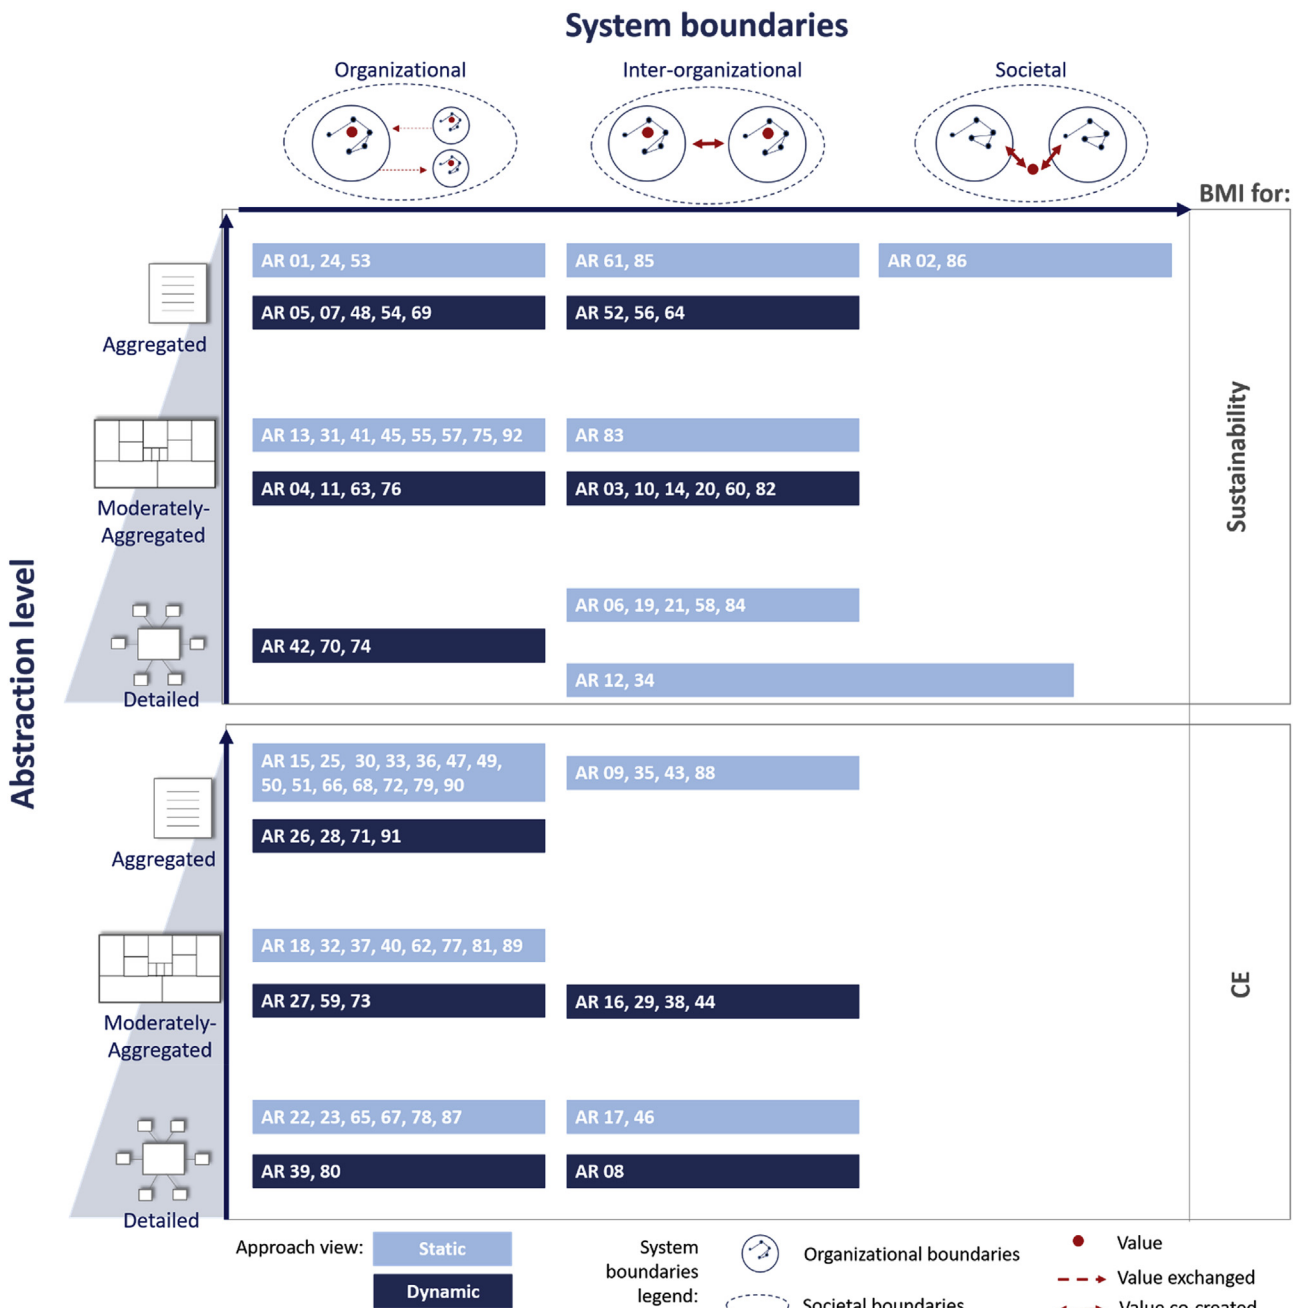 System boundaries
Organizational
Inter-organizational
Societal
BMI for:
AR 01, 24, 53
AR 61, 85
AR 02, 86
AR 05, 07, 48, 54, 69
AR 52, 56, 64
Aggregated
AR 13, 31, 41, 45, 55, 57, 75, 92
AR 83
AR 04, 11, 63, 76
AR 03, 10, 14, 20, 60, 82
Moderately-
Aggregated
Sustainability
Abstraction level
AR 06, 19, 21, 58, 84
AR 42, 70, 74
AR 12, 34
Detailed
AR 15, 25, 30, 33, 36, 47, 49,
50, 51, 66, 68, 72, 79, 90
AR 09, 35, 43, 88
AR 26, 28, 71, 91
Aggregated
AR 18, 32, 37, 40, 62, 77, 81, 89
AR 27, 59, 73
AR 16, 29, 38, 44
Moderately-
Aggregated
CE
AR 22, 23, 65, 67, 78, 87
AR 17, 46
AR 39, 80
AR 08
Detailed
Approach view:
Static
Dynamic
System
boundaries
legend:
Organizational boundaries
Societal boundaries
Value
Value exchanged
Value co-created